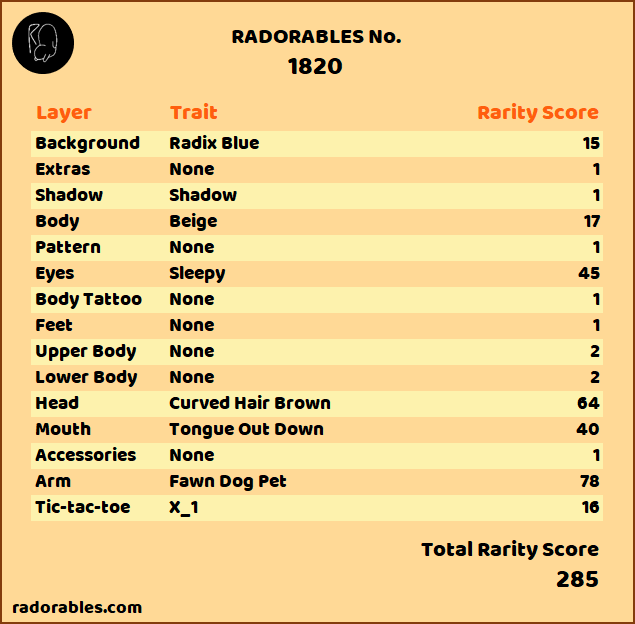 RADORABLES No.
1820
Layer Trait Rarity Score
Background Radix Blue 15
Extras None 1
Shadow Shadow 1
Body Beige 17
Pattern None 1
Eyes Sleepy 45
Body Tattoo None 1
Feet None 1
Upper Body None 2
Lower Body None 2
Head Curved Hair Brown 64
Mouth Tongue Out Down 40
Accessories None 1
Arm Fawn Dog Pet 78
Tic-tac-toe X_1 16
Total Rarity Score
285
radorables.com